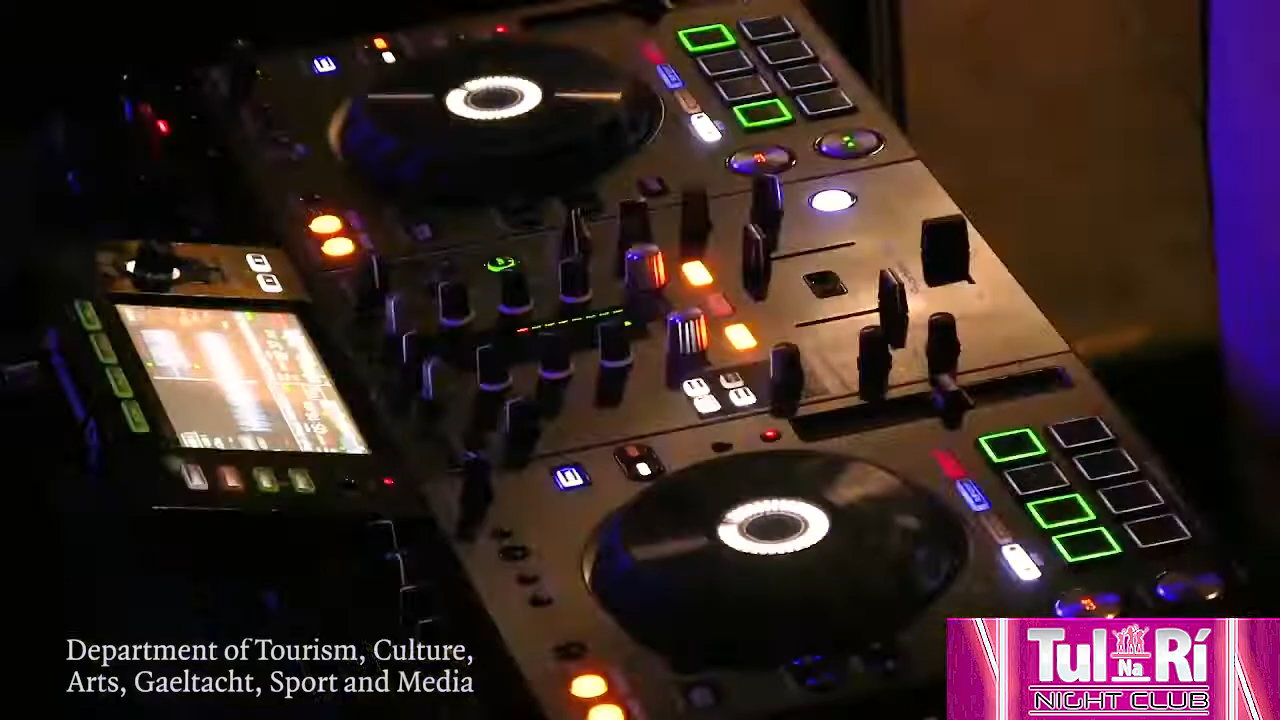 Department of Tourism, Culture,
Arts, Gaeltacht, Sport and Media
Tul Na Rí
NIGHT CLUB